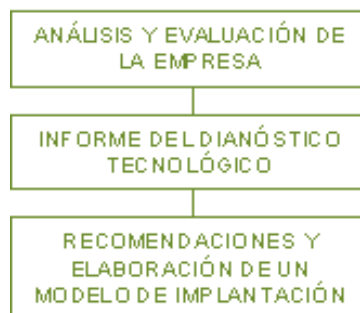 ANÁLISIS Y EVALUACIÓN DE
LA EMPRESA
INFORME DEL DIANÓSTICO
TECNOLÓGICO
RECOMENDACIONES Y
ELABORACIÓN DE UN
MODELO DE IMPLANTACIÓN